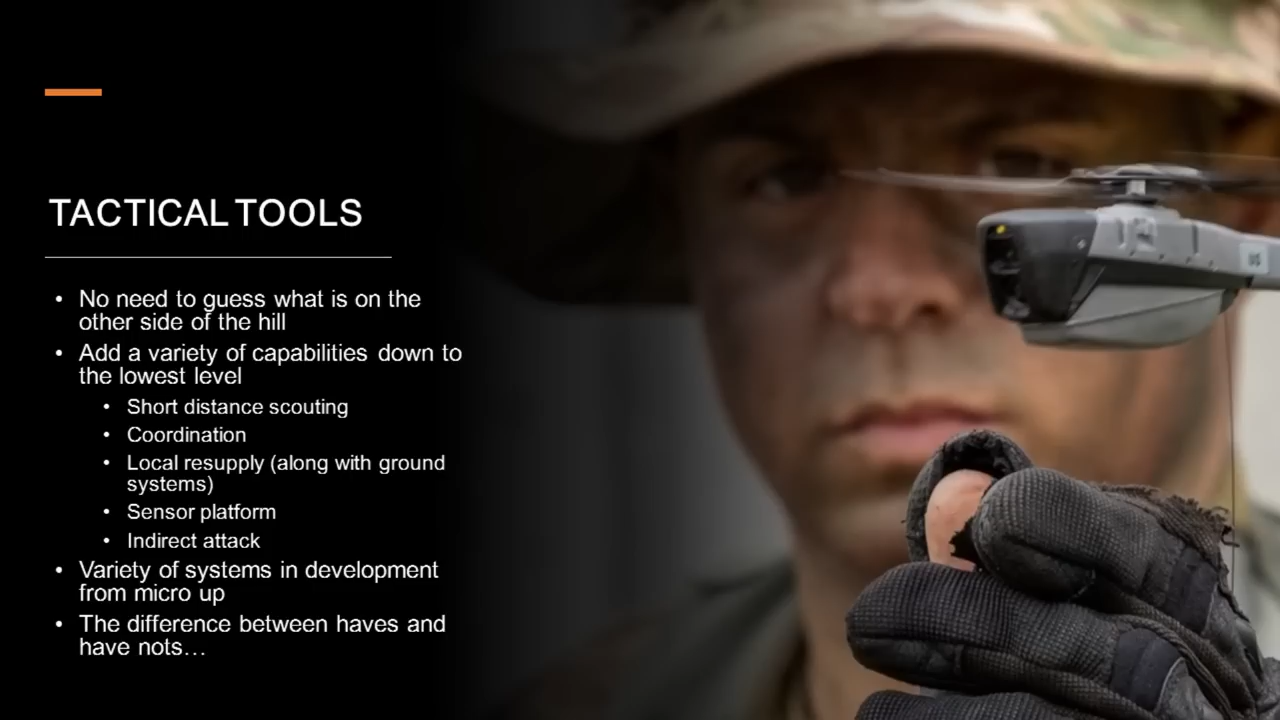 TACTICAL TOOLS
• No need to guess what is on the
other side of the hill
• Add a variety of capabilities down to
the lowest level
• Short distance scouting
• Coordination
• Local resupply (along with ground
systems)
• Sensor platform
• Indirect attack
• Variety of systems in development
from micro up
• The difference between haves and
have nots…